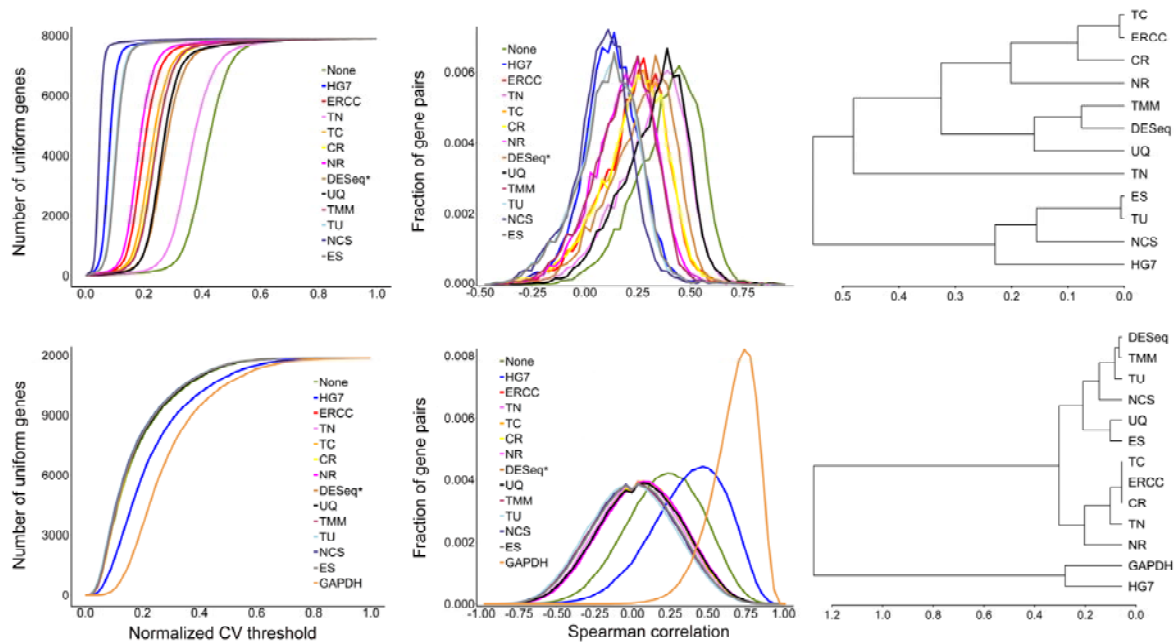 Number of uniform genes
8000
6000
4000
2000
0
0.0 0.2 0.4 0.6 0.8 1.0
None
HG7
ERCC
TN
TC
CR
NR
DESeq*
UQ
TMM
TU
NCS
ES
Fraction of gene pairs
0.006
0.004
0.002
0.000
-0.50 0.00 0.25 0.50 0.75
None
HG7
ERCC
TN
TC
CR
NR
DESeq*
UQ
TMM
TU
NCS
ES
TC
ERCC
CR
NR
TMM
DESeq
UQ
TN
ES
TU
NCS
HG7
0.5 0.4 0.3 0.2 0.1 0.0
Number of uniform genes
2000
9000
6000
3000
0
0.0 0.2 0.4 0.6 0.8 1.0
Normalized CV threshold
None
HG7
ERCC
TN
TC
CR
NR
DESeq*
UQ
TMM
TU
NCS
ES
GAPDH
Fraction of gene pairs
0.008
0.006
0.004
0.002
0.000
-1.00 -0.75 -0.50 -0.25 0.00 0.25 0.50 0.75 1.00
Spearman correlation
None
HG7
ERCC
TN
TC
CR
NR
DESeq*
UQ
TMM
TU
NCS
ES
GAPDH
DESeq
TMM
TU
NCS
UQ
ES
TC
ERCC
CR
TN
NR
GAPDH
HG7
1.2 1.0 0.8 0.6 0.4 0.2 0.0